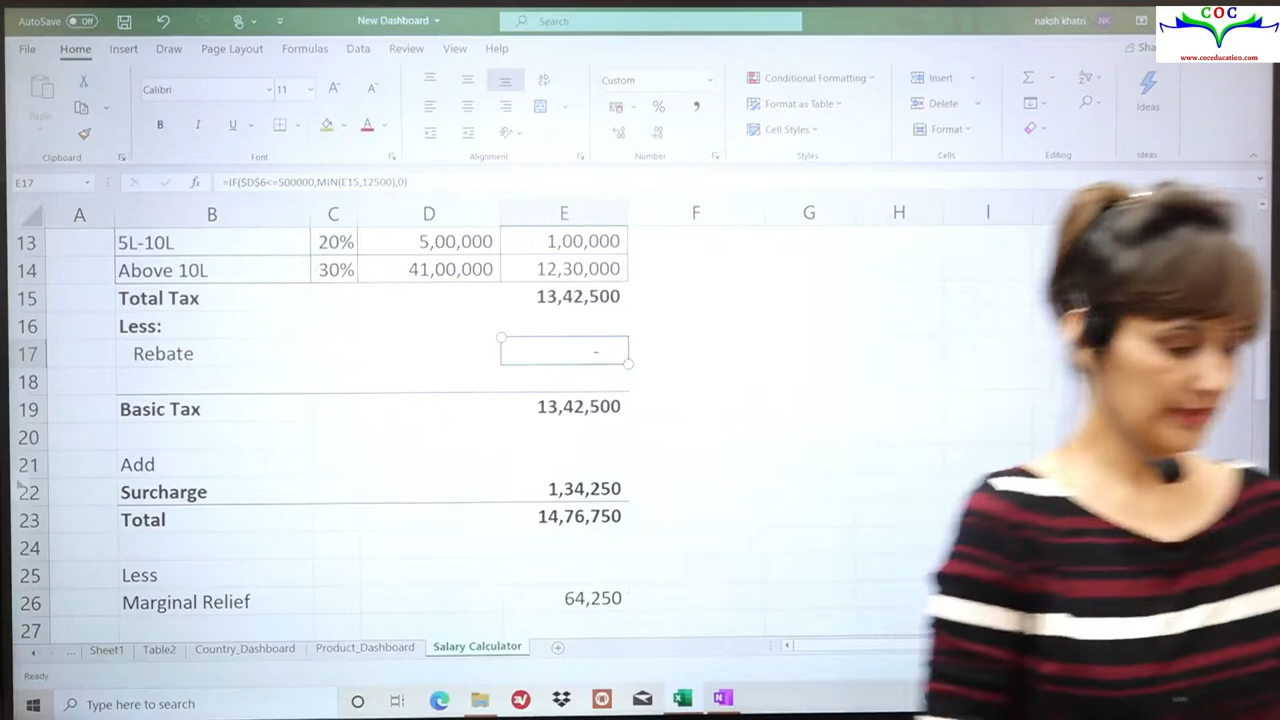 AutoSave Off New Dashboard Search naksh khatri NK
COC
www.coceducation.com
File Home Insert Draw Page Layout Formulas Data Review View Help Sha
Paste
Clipboard
Calibri 11
B I U
Font
Alignment
Custom
Number
Conditional Formatting
Format as Table
Cell Styles
Styles
Insert
Delete
Format
Cells
Editing
Ideas
Ideas
E17 fx =IF($D$6<=500000,MIN(E15,12500),0)
A B C D E F G H I
13 5L-10L 20% 5,00,000 1,00,000
14 Above 10L 30% 41,00,000 12,30,000
15 Total Tax 13,42,500
16 Less:
17 Rebate -
18
19 Basic Tax 13,42,500
20
21 Add
22 Surcharge 1,34,250
23 Total 14,76,750
24
25 Less
26 Marginal Relief 64,250
27
... Sheet1 Table2 Country_Dashboard Product_Dashboard Salary Calculator
Ready
Type here to search